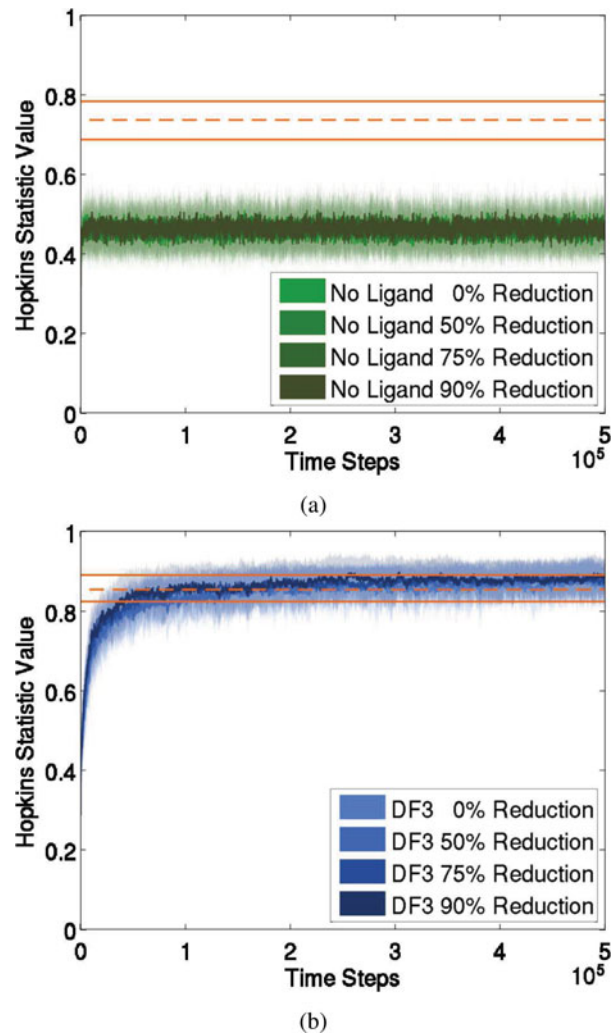 1
0.8
0.6
0.4
0.2
0
Hopkins Statistic Value
No Ligand 0% Reduction
No Ligand 50% Reduction
No Ligand 75% Reduction
No Ligand 90% Reduction
0 1 2 3 4 5
Time Steps
10^5
(a)
1
0.8
0.6
0.4
0.2
0
Hopkins Statistic Value
DF3 0% Reduction
DF3 50% Reduction
DF3 75% Reduction
DF3 90% Reduction
0 1 2 3 4 5
Time Steps
10^5
(b)